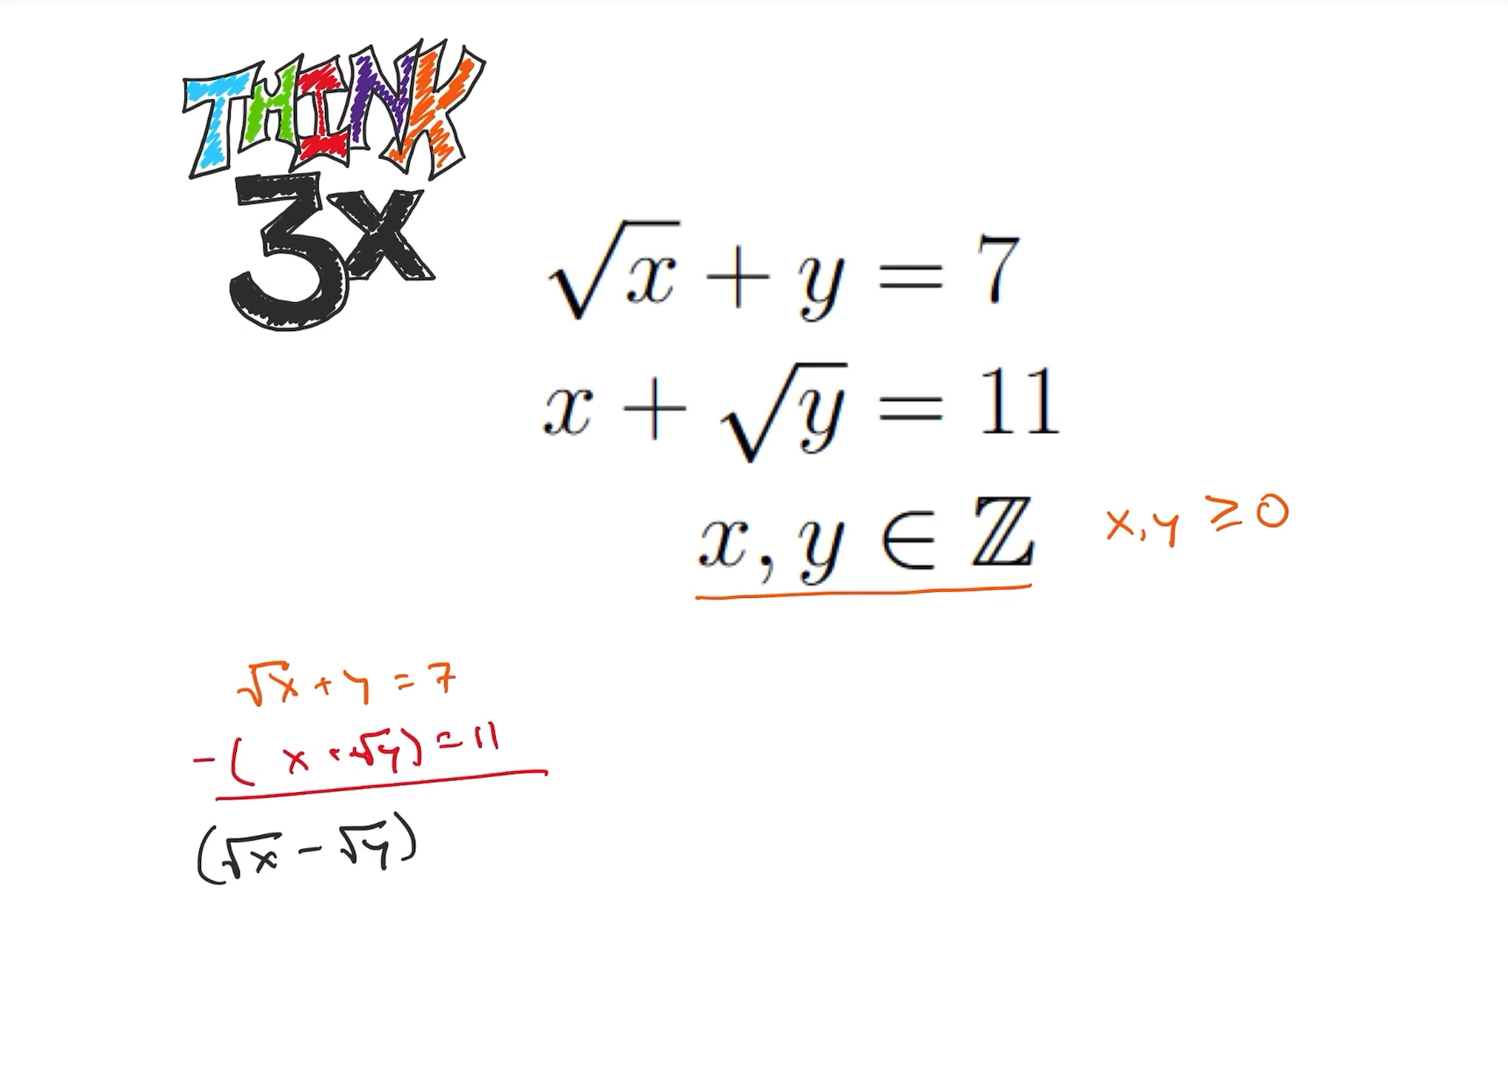 THINK
3x
√x + y = 7
x + √y = 11
x, y ∈ ℤ x, y ≥ 0
√x + y = 7
-( x + √y) = 11
(√x - √y)